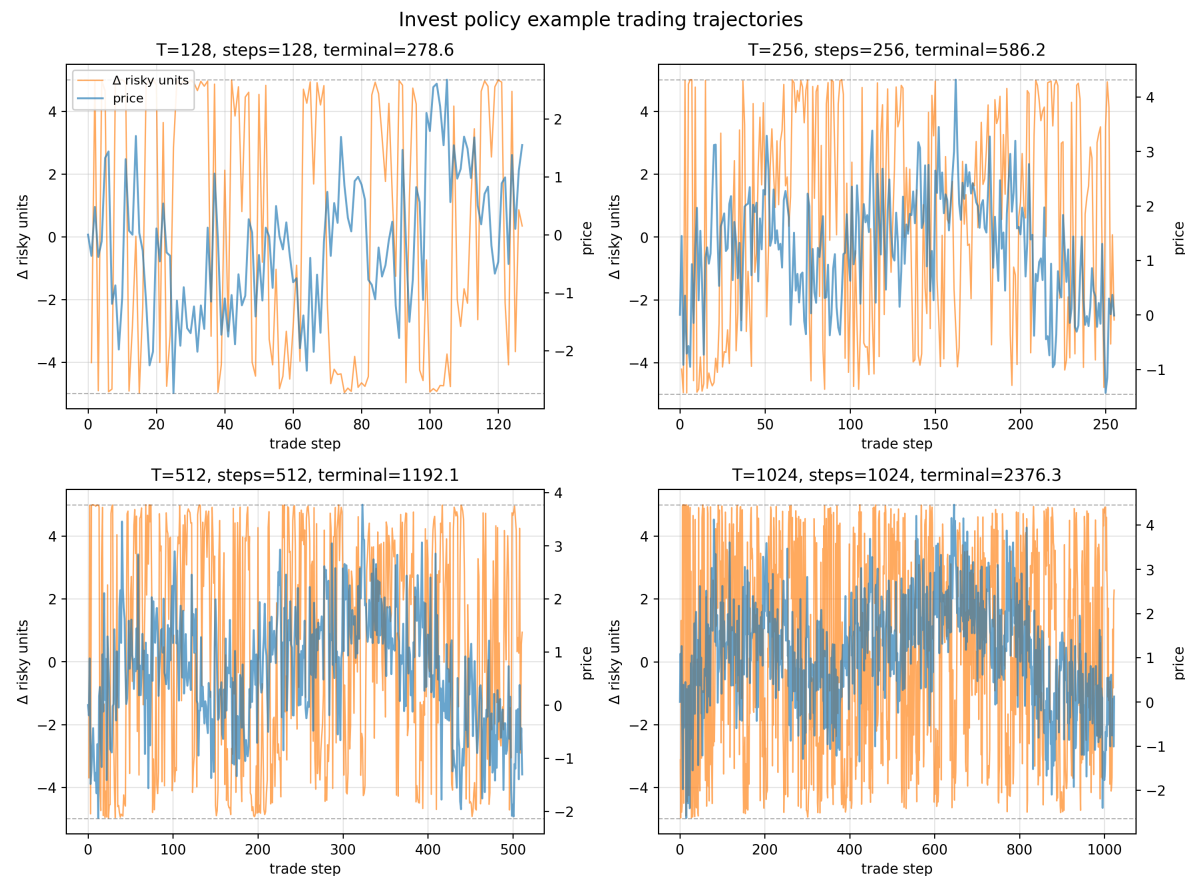 Invest policy example trading trajectories
T=128, steps=128, terminal=278.6
Δ risky units
price
4
2
0
−2
−4
Δ risky units
2
1
0
−1
−2
price
0 20 40 60 80 100 120
trade step
T=256, steps=256, terminal=586.2
4
2
0
−2
−4
Δ risky units
4
3
2
1
0
−1
price
0 50 100 150 200 250
trade step
T=512, steps=512, terminal=1192.1
4
2
0
−2
−4
Δ risky units
4
3
2
1
0
−1
−2
price
0 100 200 300 400 500
trade step
T=1024, steps=1024, terminal=2376.3
4
2
0
−2
−4
Δ risky units
4
3
2
1
0
−1
−2
price
0 200 400 600 800 1000
trade step